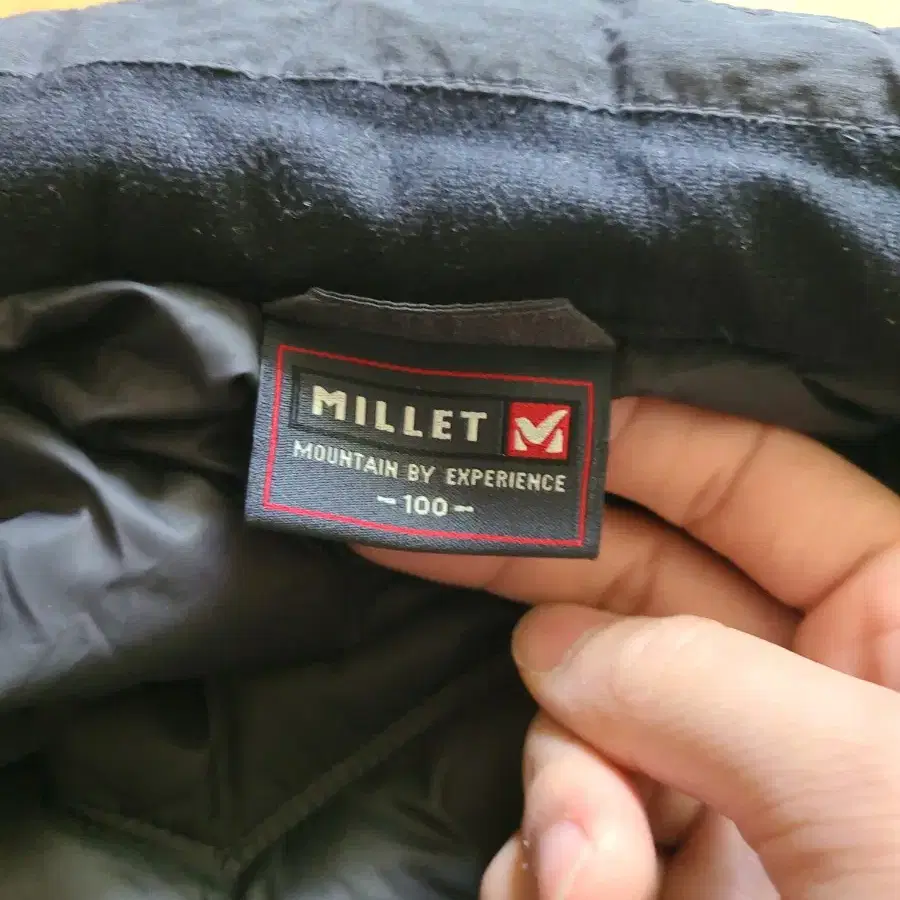 MILLET
MOUNTAIN BY EXPERIENCE
-100-